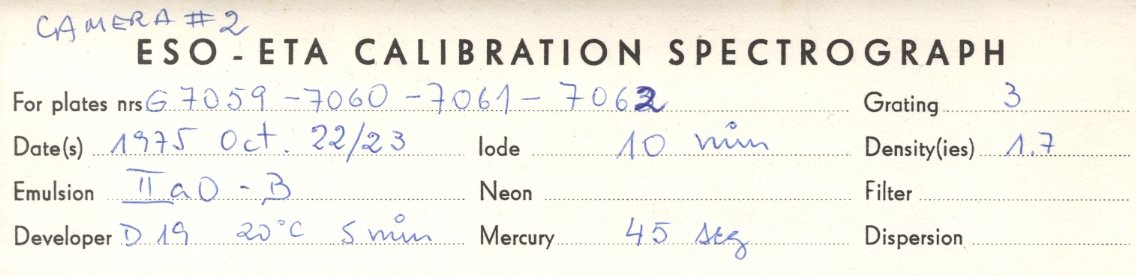 CAMERA #2
ESO - ETA CALIBRATION SPECTROGRAPH
For plates nrs G 7059 - 7060 - 7061 - 7062 Grating 3
Date(s) 1975 Oct. 22/23 Iode 10 min Density(ies) 1.7
Emulsion IIaO - B Neon Filter
Developer D 19 20°C 5 min Mercury 45 seg Dispersion